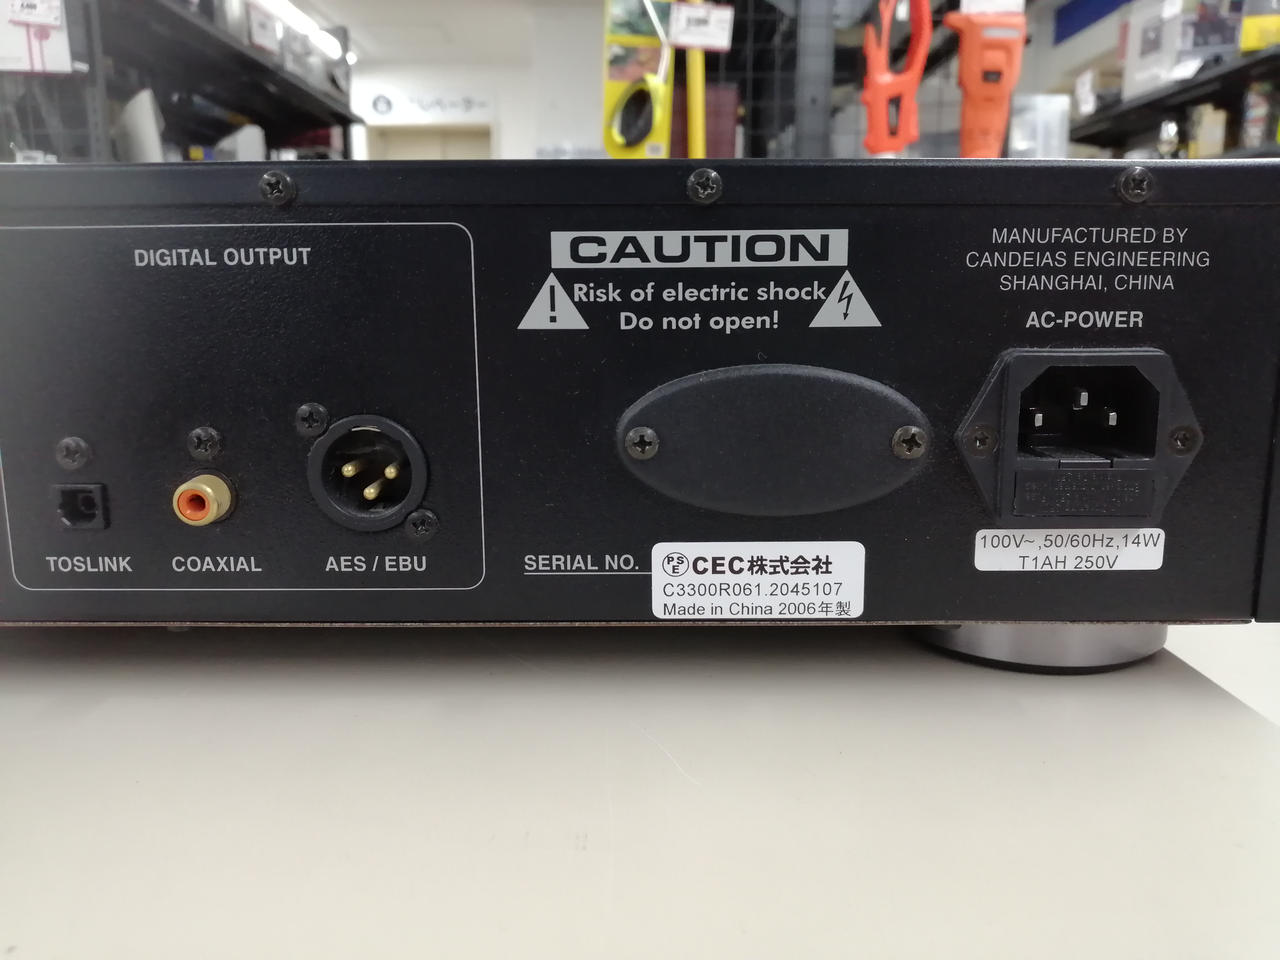 DIGITAL OUTPUT
TOSLINK
COAXIAL
AES / EBU
CAUTION
Risk of electric shock
Do not open!
SERIAL NO.
PSE CEC株式会社
C3300R061.2045107
Made in China 2006年製
MANUFACTURED BY
CANDEIAS ENGINEERING
SHANGHAI, CHINA
AC-POWER
100V~,50/60Hz,14W
T1AH 250V